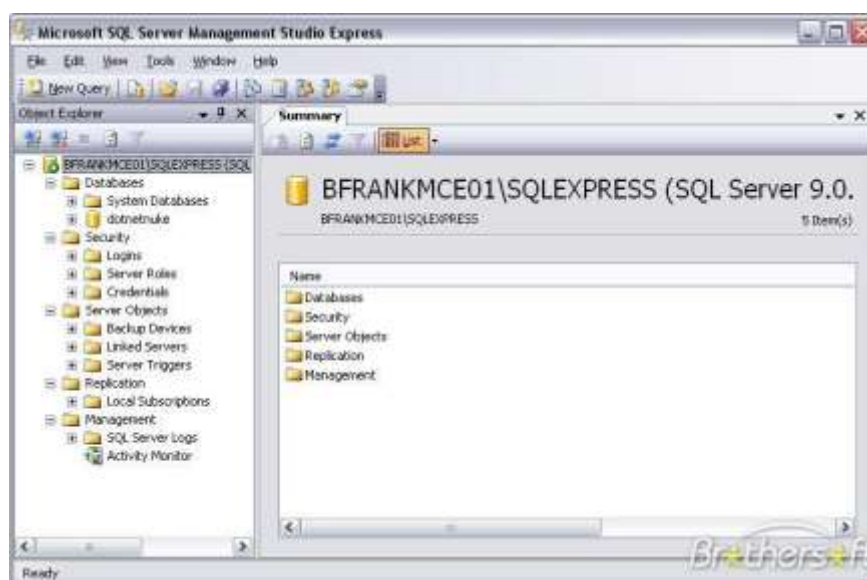 Microsoft SQL Server Management Studio Express
File Edit View Tools Window Help
New Query
Object Explorer
Summary
List
BFRANKMCE01\SQLEXPRESS (SQL
Databases
System Databases
dotnetnuke
Security
Logins
Server Roles
Credentials
Server Objects
Backup Devices
Linked Servers
Server Triggers
Replication
Local Subscriptions
Management
SQL Server Logs
Activity Monitor
BFRANKMCE01\SQLEXPRESS (SQL Server 9.0.
BFRANKMCE01\SQLEXPRESS
5 Item(s)
Name
Databases
Security
Server Objects
Replication
Management
Ready
Brothersoft